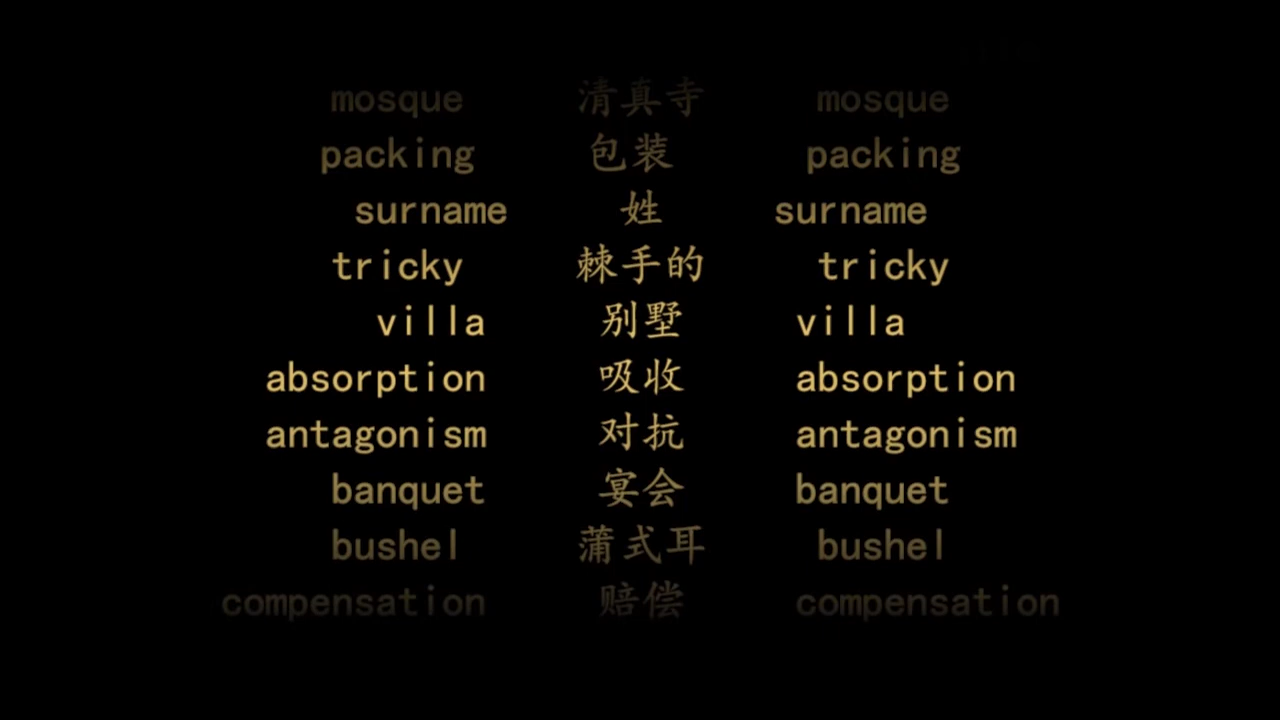 mosque 清真寺 mosque
packing 包装 packing
surname 姓 surname
tricky 棘手的 tricky
villa 别墅 villa
absorption 吸收 absorption
antagonism 对抗 antagonism
banquet 宴会 banquet
bushel 蒲式耳 bushel
compensation 赔偿 compensation